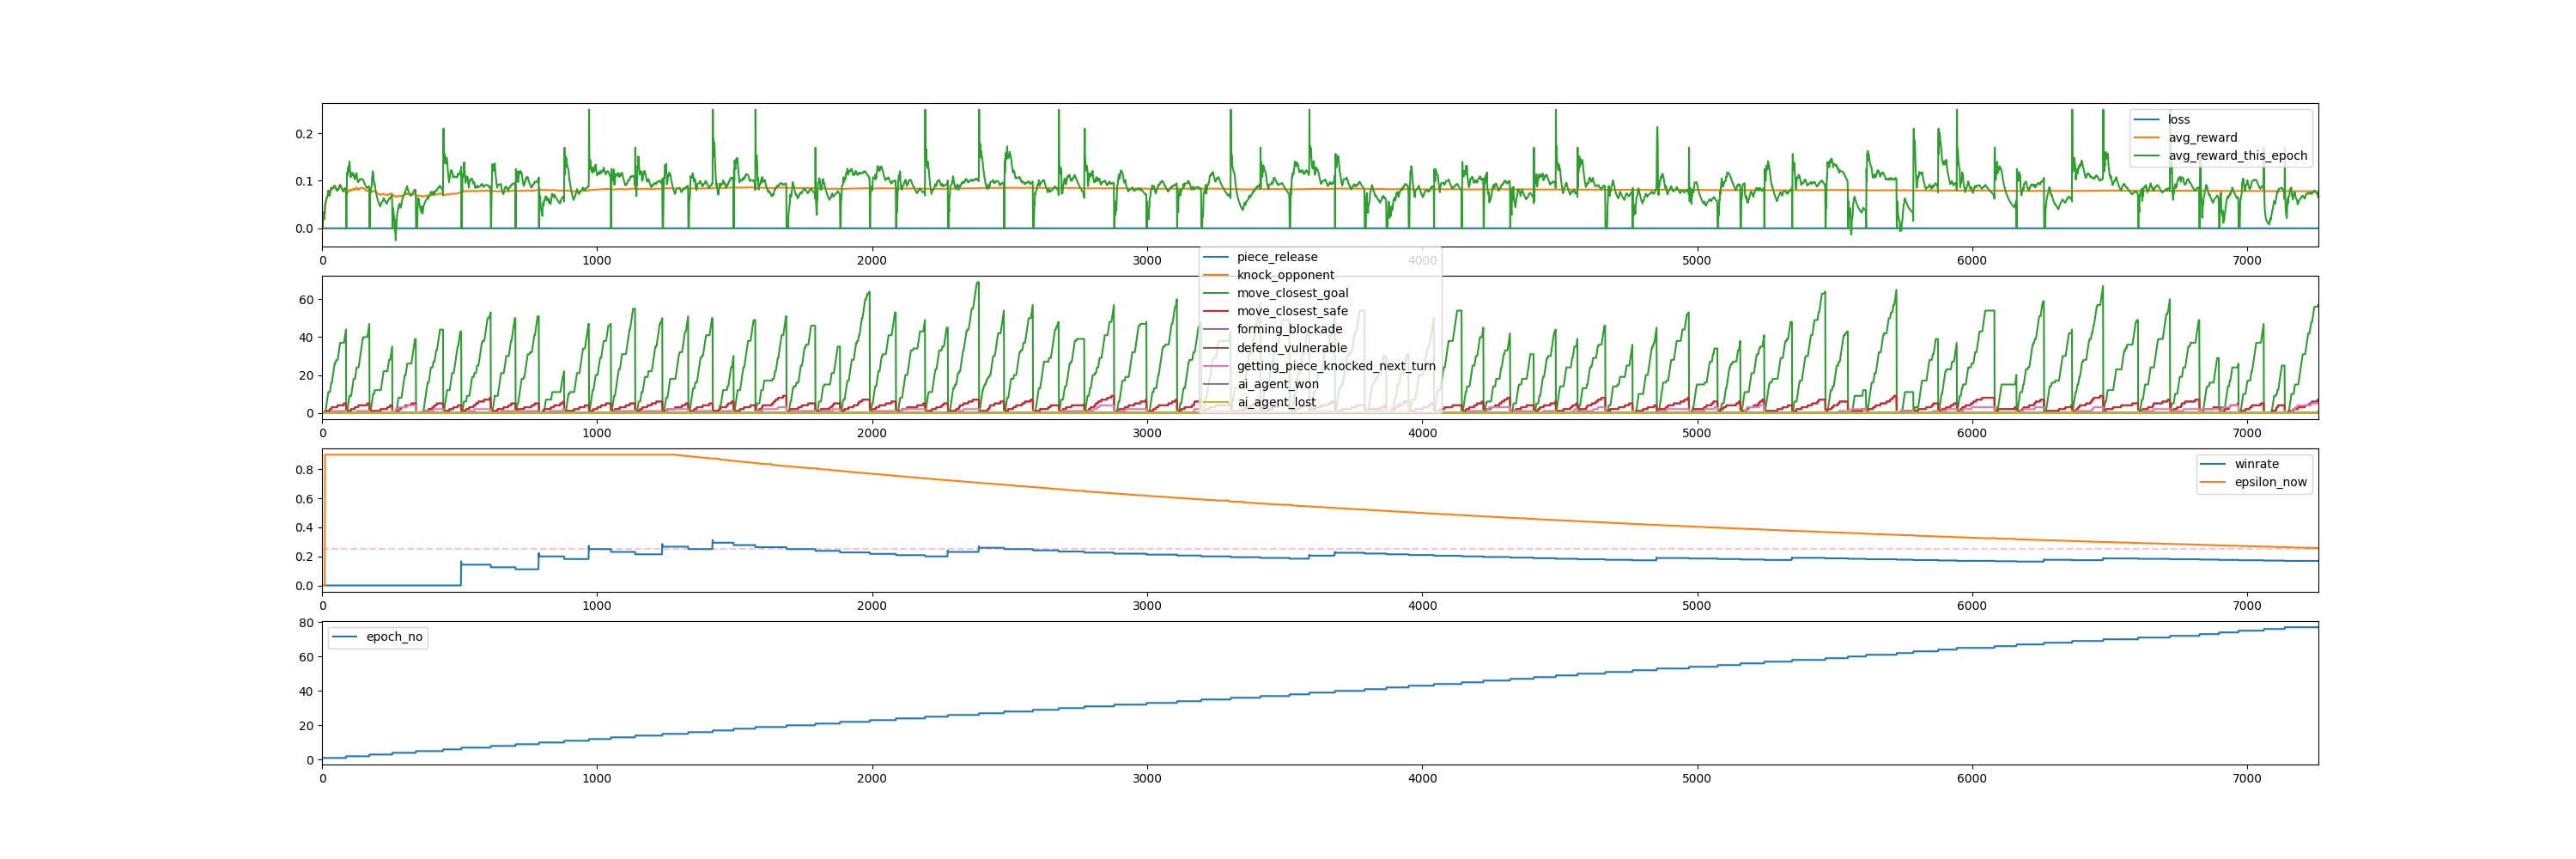 0.2
0.1
0.0
loss
avg_reward
avg_reward_this_epoch
0 1000 2000 3000 4000 5000 6000 7000
60
40
20
0
piece_release
knock_opponent
move_closest_goal
move_closest_safe
forming_blockade
defend_vulnerable
getting_piece_knocked_next_turn
ai_agent_won
ai_agent_lost
0 1000 2000 3000 4000 5000 6000 7000
0.8
0.6
0.4
0.2
0.0
winrate
epsilon_now
0 1000 2000 3000 4000 5000 6000 7000
80
60
40
20
0
epoch_no
0 1000 2000 3000 4000 5000 6000 7000